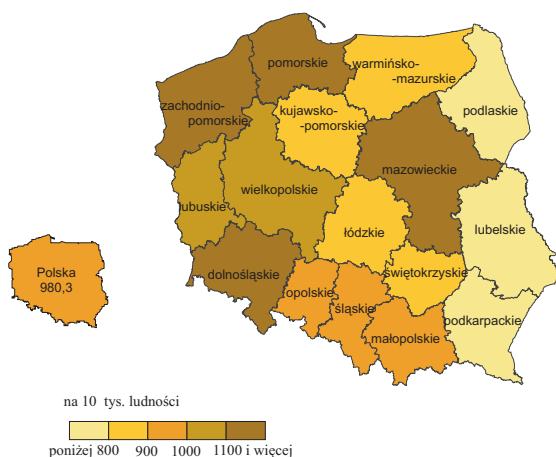 pomorskie
warmińsko-
-mazurskie
zachodnio-
pomorskie
kujawsko-
-pomorskie
podlaskie
mazowieckie
wielkopolskie
lubuskie
łódzkie
lubelskie
Polska
980,3
dolnośląskie
świętokrzyskie
opolskie
śląskie
małopolskie
podkarpackie
na 10 tys. ludności
poniżej 800 900 1000 1100 i więcej